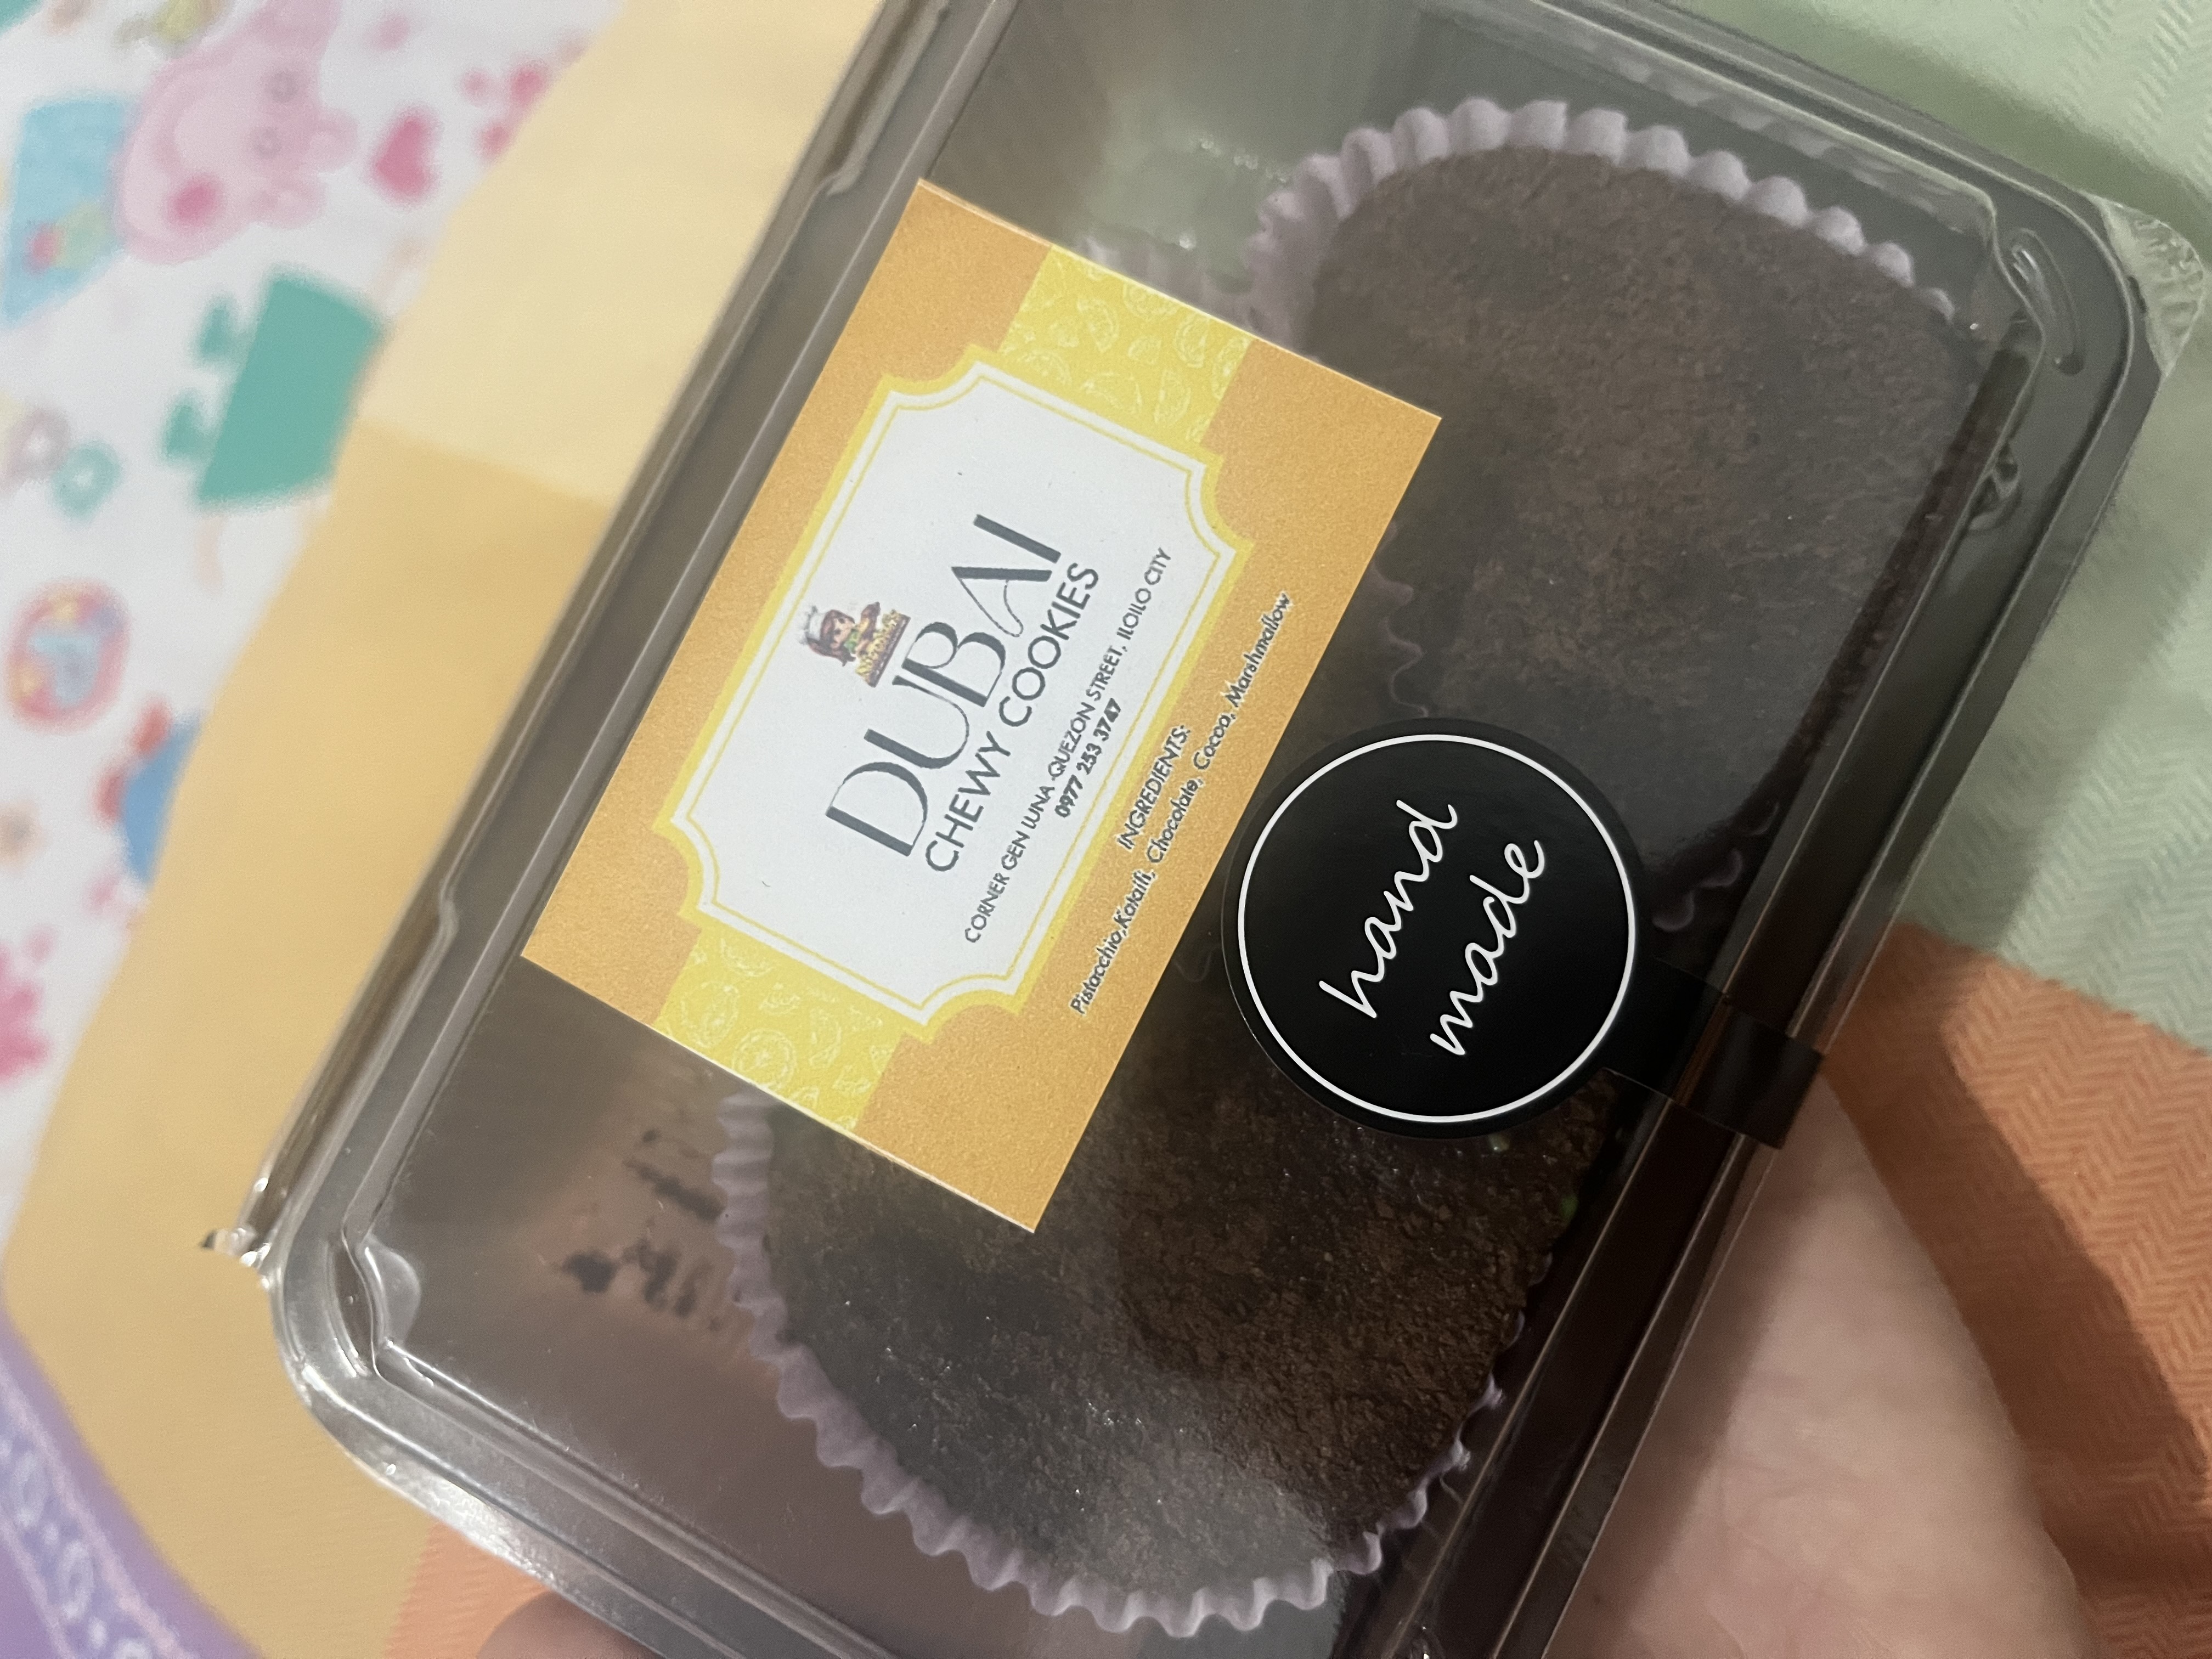 DUBAI
CHEWY COOKIES
CORNER GEN LUNA-QUEZON STREET, ILOILO CITY
0977 253 3747
INGREDIENTS:
Pistacchio,Kataifi, Chocolate, Cocoa, Marshmallow
hand
made